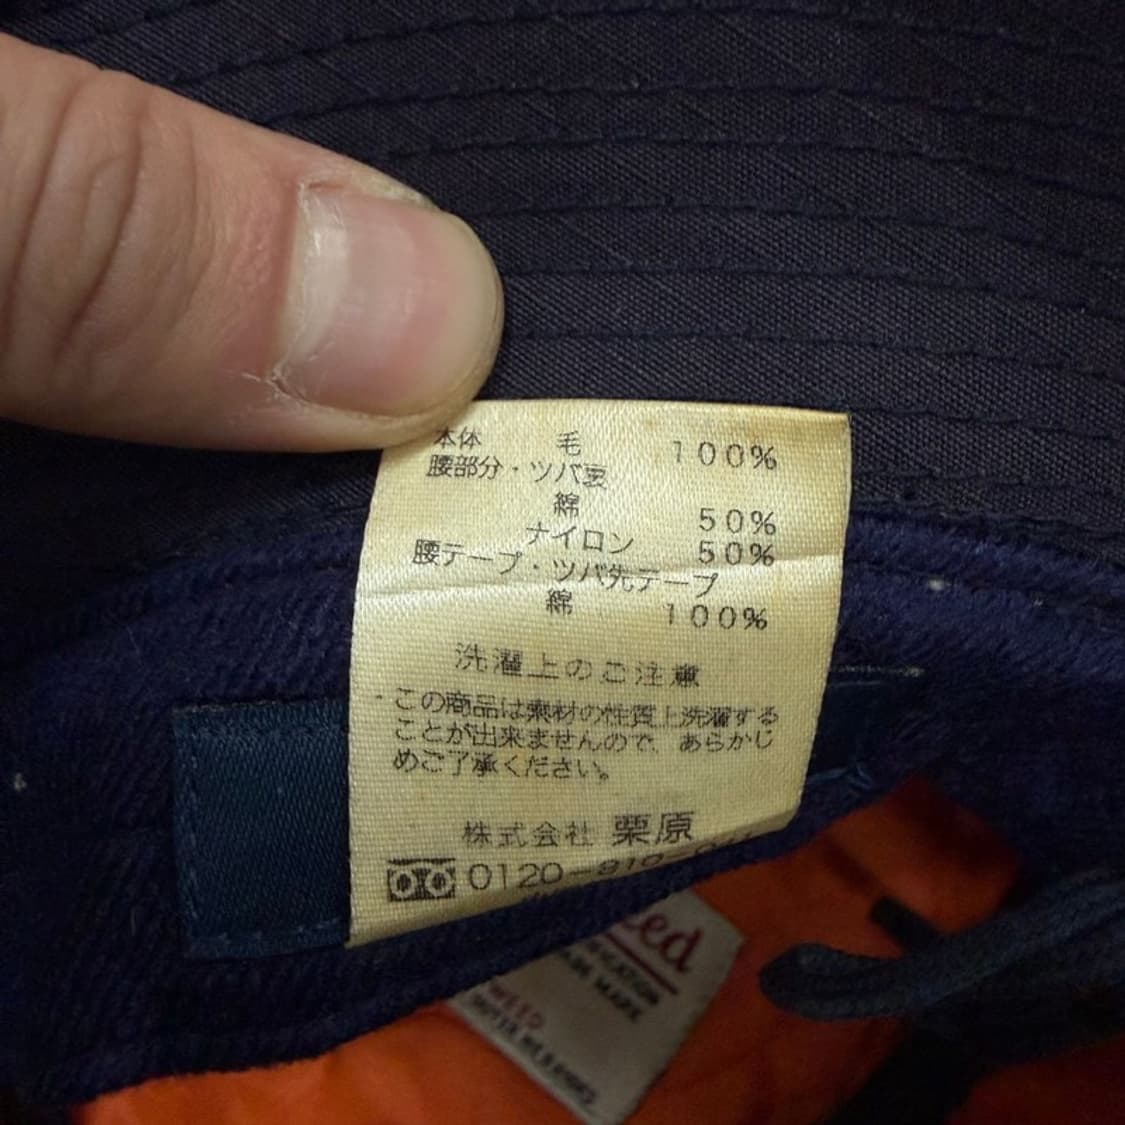 本体 毛 100%
腰部分・ツバ裏
綿 50%
ナイロン 50%
腰テープ・ツバ先テープ
綿 100%
洗濯上のご注意
・この商品は素材の性質上洗濯する
ことが出来ませんので、あらかじ
めご了承ください。
株式会社 栗原
0120-910-0
MARK